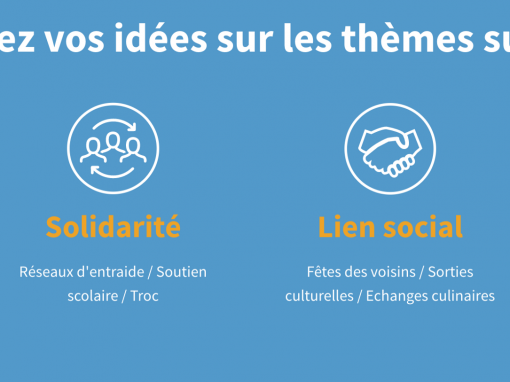 ez vos idées sur les thèmes su
Solidarité
Réseaux d'entraide / Soutien
scolaire / Troc
Lien social
Fêtes des voisins / Sorties
culturelles / Echanges culinaires